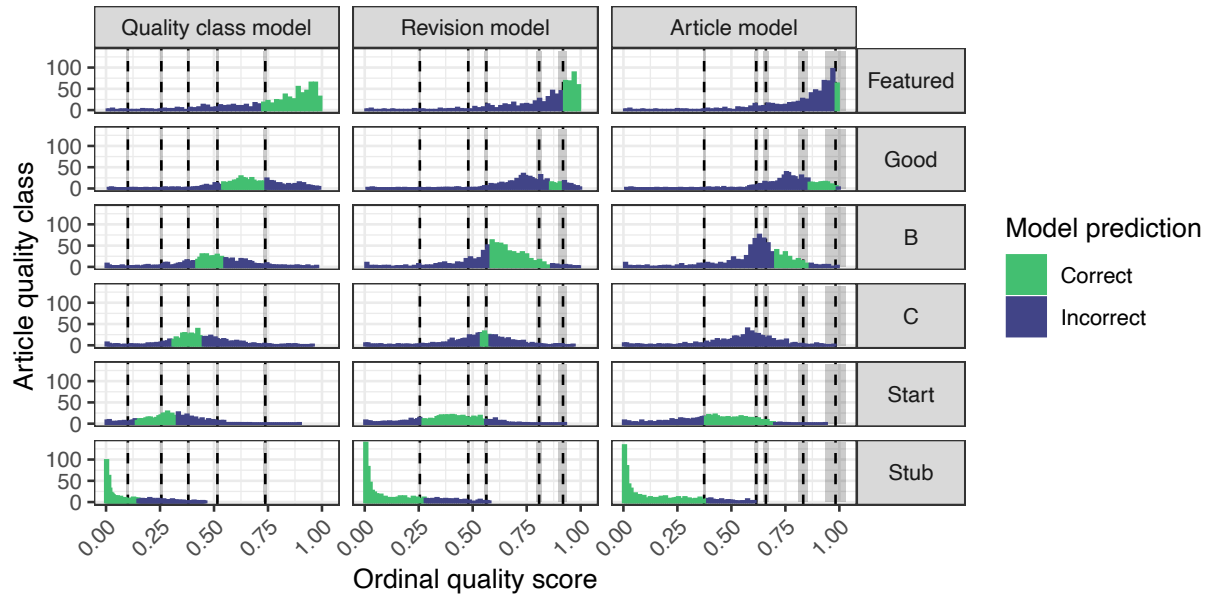 Quality class model Revision model Article model
Article quality class
100
50
0
Featured
100
50
0
Good
100
50
0
B
100
50
0
C
100
50
0
Start
100
50
0
Stub
0.00 0.25 0.50 0.75 1.00 0.00 0.25 0.50 0.75 1.00 0.00 0.25 0.50 0.75 1.00
Ordinal quality score
Model prediction
Correct
Incorrect